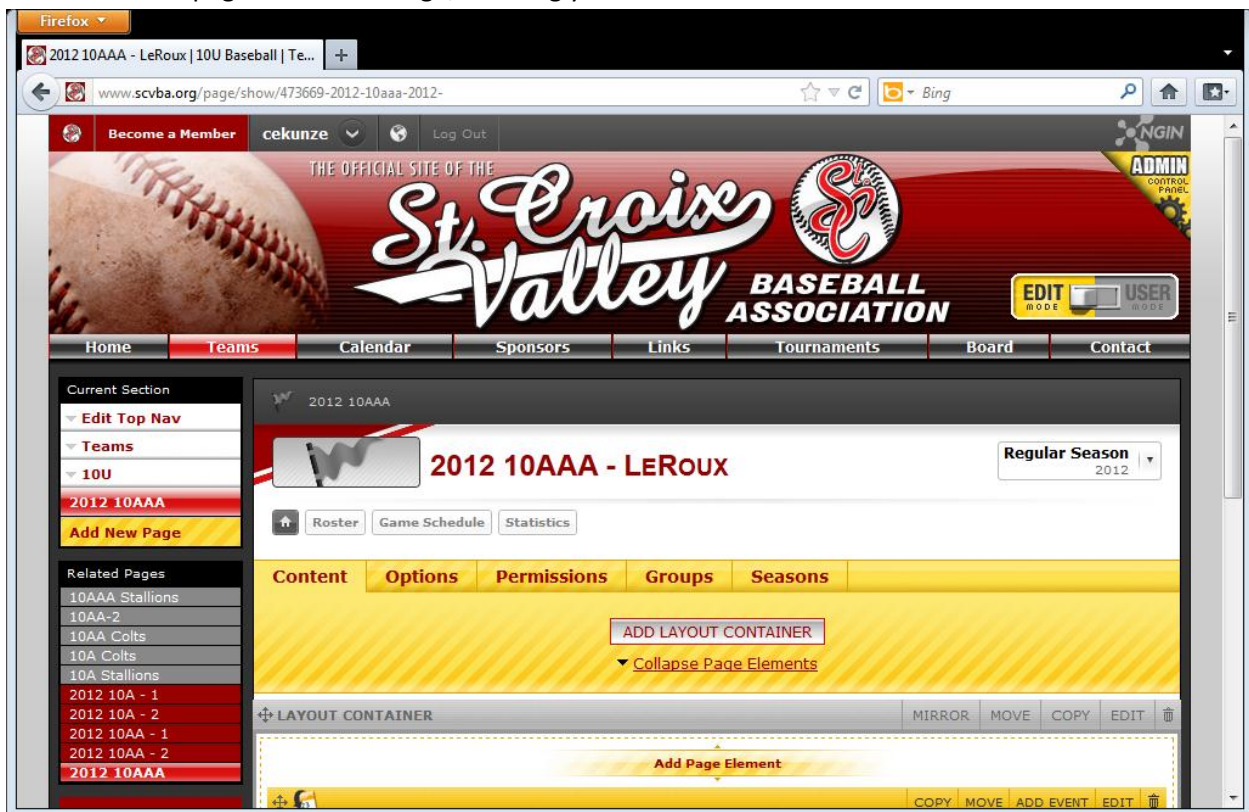 Firefox
2012 10AAA - LeRoux | 10U Baseball | Te... +
www.scvba.org/page/show/473669-2012-10aaa-2012- Bing
Become a Member cekunze Log Out NGIN
THE OFFICIAL SITE OF THE
St. Croix Valley
BASEBALL ASSOCIATION
St. C
ADMIN
CONTROL
PANEL
EDIT MODE USER MODE
Home Teams Calendar Sponsors Links Tournaments Board Contact
Current Section
Edit Top Nav
Teams
10U
2012 10AAA
Add New Page
Related Pages
10AAA Stallions
10AA-2
10AA Colts
10A Colts
10A Stallions
2012 10A - 1
2012 10A - 2
2012 10AA - 1
2012 10AA - 2
2012 10AAA
2012 10AAA
2012 10AAA - LEROUX
Regular Season
2012
Roster Game Schedule Statistics
Content Options Permissions Groups Seasons
ADD LAYOUT CONTAINER
Collapse Page Elements
LAYOUT CONTAINER MIRROR MOVE COPY EDIT
Add Page Element
COPY MOVE ADD EVENT EDIT